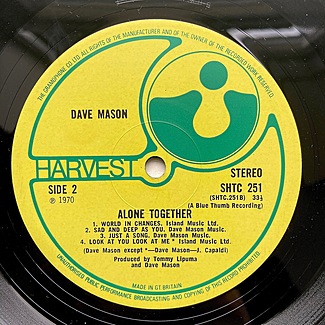 THE GRAMOPHONE CO LTD. ALL RIGHTS OF THE MANUFACTURER AND OF THE OWNER OF THE RECORDED WORK RESERVED
DAVE MASON
HARVEST
STEREO
SIDE 2
SHTC 251
℗ 1970
(SHTC.251B) 33⅓
(A Blue Thumb Recording)
ALONE TOGETHER
1. WORLD IN CHANGES. Island Music Ltd.
2. SAD AND DEEP AS YOU. Dave Mason Music.
3. JUST A SONG. Dave Mason Music.
4. LOOK AT YOU LOOK AT ME* Island Music Ltd.
(Dave Mason except *—Dave Mason—J. Capaldi)
Produced by Tommy Lipuma
and Dave Mason
MADE IN GT BRITAIN
UNAUTHORISED PUBLIC PERFORMANCE BROADCASTING AND COPYING OF THIS RECORD PROHIBITED.